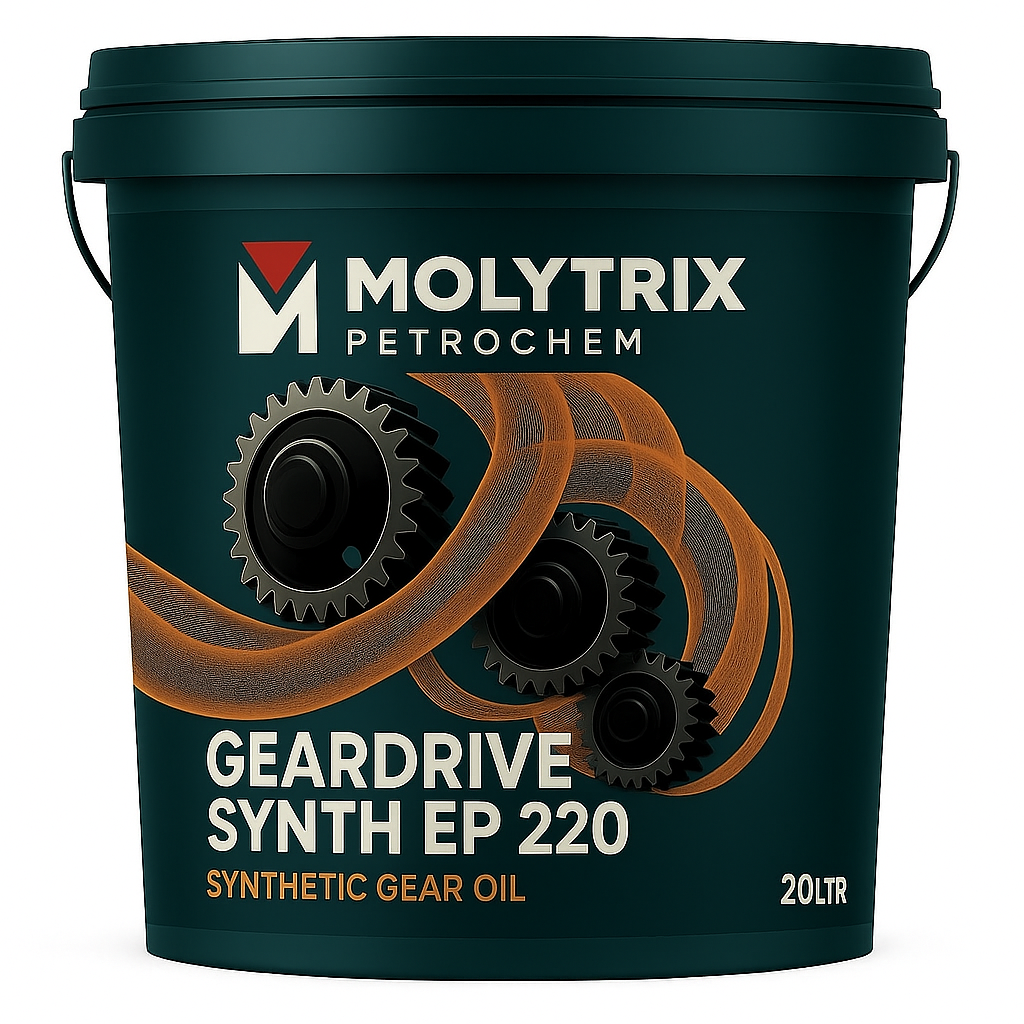 MOLYTRIX
PETROCHEM
GEARDRIVE
SYNTH EP 220
SYNTHETIC GEAR OIL
20LTR